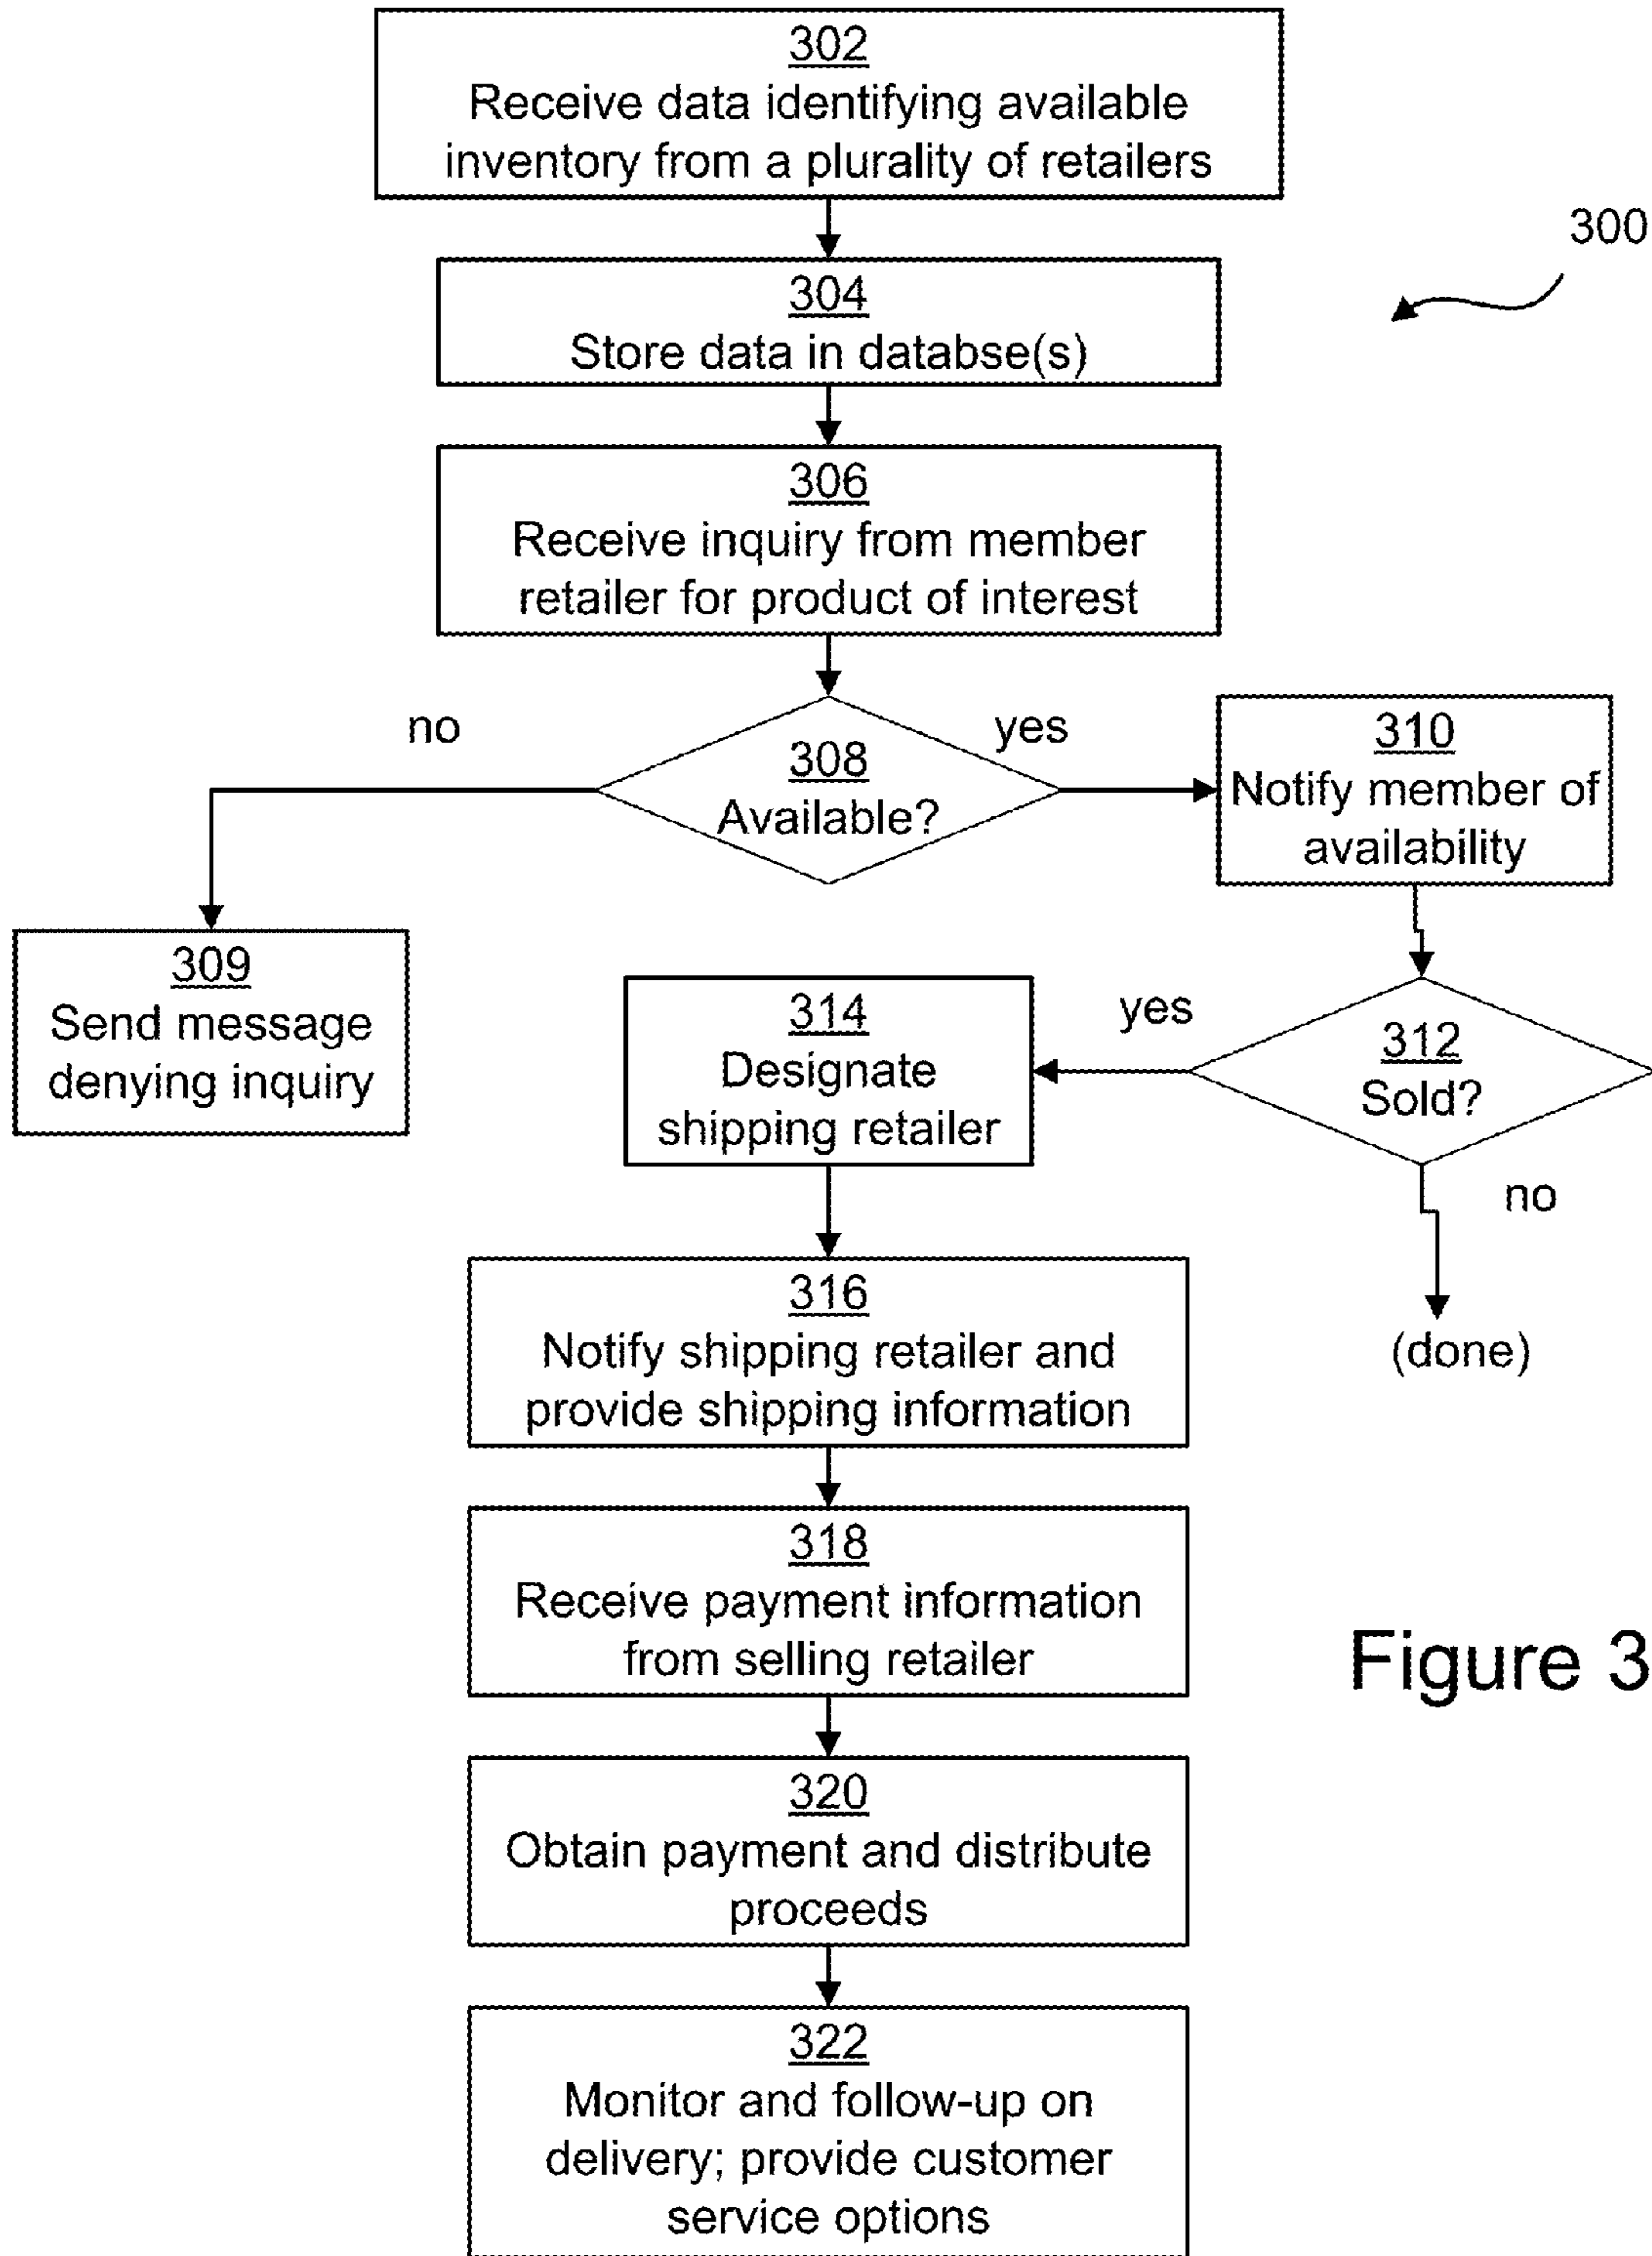 302
Receive data identifying available
inventory from a plurality of retailers
300
304
Store data in databse(s)
306
Receive inquiry from member
retailer for product of interest
no
yes
308
Available?
310
Notify member of
availability
309
Send message
denying inquiry
314
Designate
shipping retailer
yes
312
Sold?
no
(done)
316
Notify shipping retailer and
provide shipping information
318
Receive payment information
from selling retailer
Figure 3
320
Obtain payment and distribute
proceeds
322
Monitor and follow-up on
delivery; provide customer
service options